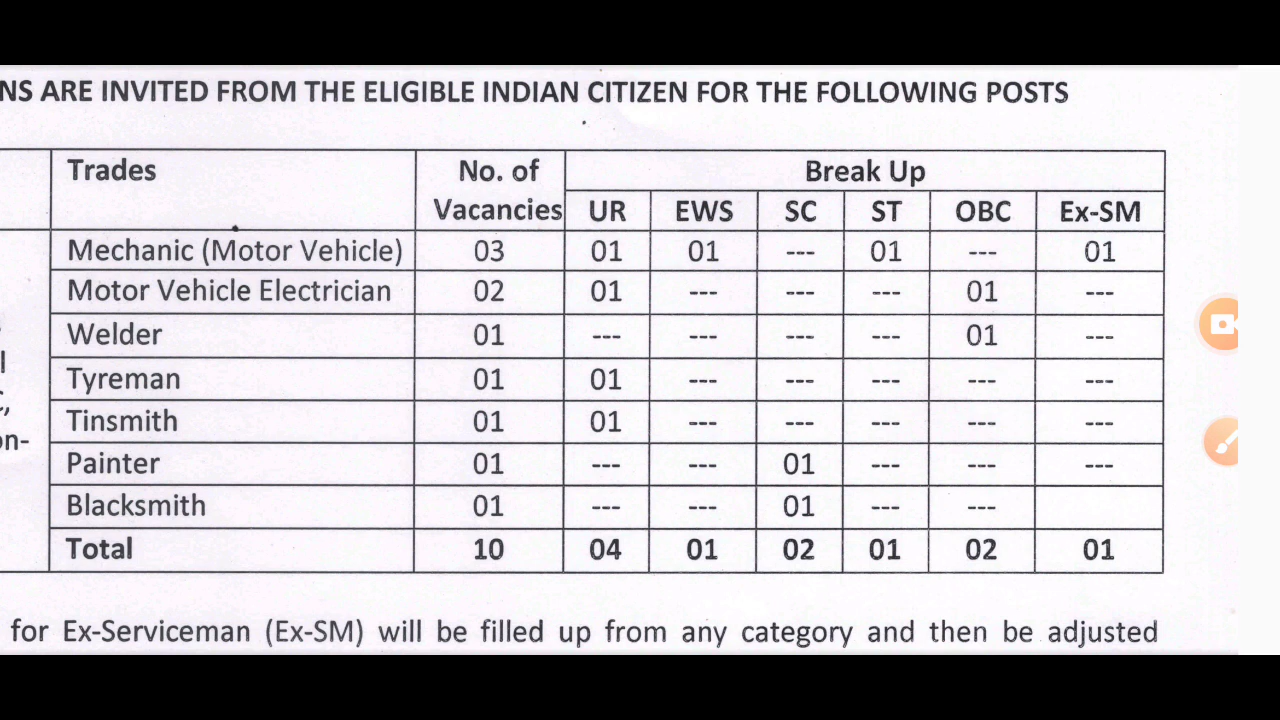 NS ARE INVITED FROM THE ELIGIBLE INDIAN CITIZEN FOR THE FOLLOWING POSTS
Trades No. of Vacancies Break Up
UR EWS SC ST OBC Ex-SM
Mechanic (Motor Vehicle) 03 01 01 --- 01 --- 01
Motor Vehicle Electrician 02 01 --- --- --- 01 ---
Welder 01 --- --- --- --- 01 ---
l
Tyreman 01 01 --- --- --- --- ---
,
Tinsmith 01 01 --- --- --- --- ---
on-
Painter 01 --- --- 01 --- --- ---
Blacksmith 01 --- --- 01 --- ---
Total 10 04 01 02 01 02 01
for Ex-Serviceman (Ex-SM) will be filled up from any category and then be adjusted